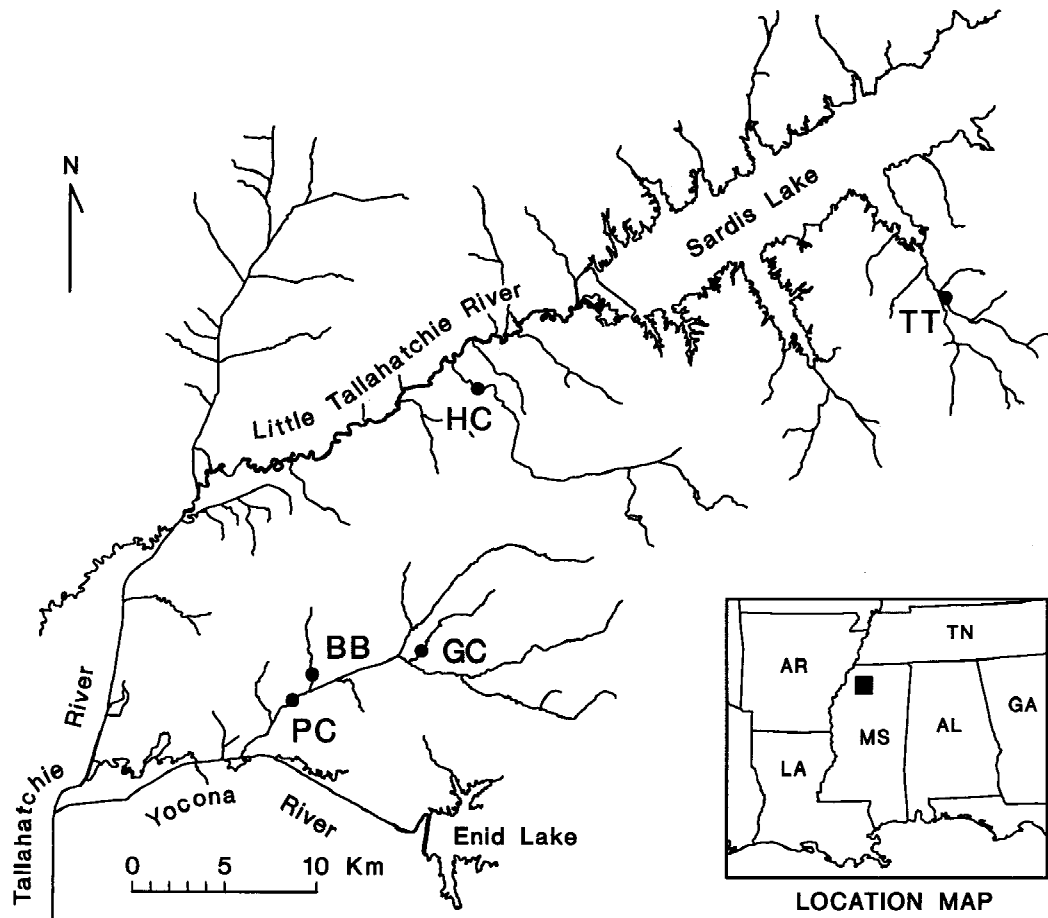 N
Sardis Lake
Little Tallahatchie River
TT
HC
BB
GC
PC
Tallahatchie River
Yocona River
Enid Lake
0 5 10 Km
TN
AR
GA
MS
AL
LA
LOCATION MAP